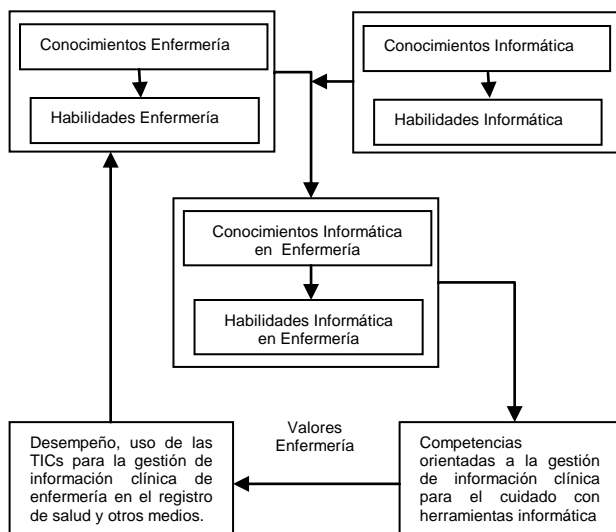 Conocimientos Enfermería
Habilidades Enfermería
Conocimientos Informática
Habilidades Informática
Conocimientos Informática
en Enfermería
Habilidades Informática
en Enfermería
Desempeño, uso de las
TICs para la gestión de
información clínica de
enfermería en el registro
de salud y otros medios.
Valores
Enfermería
Competencias
orientadas a la gestión
de información clínica
para el cuidado con
herramientas informática